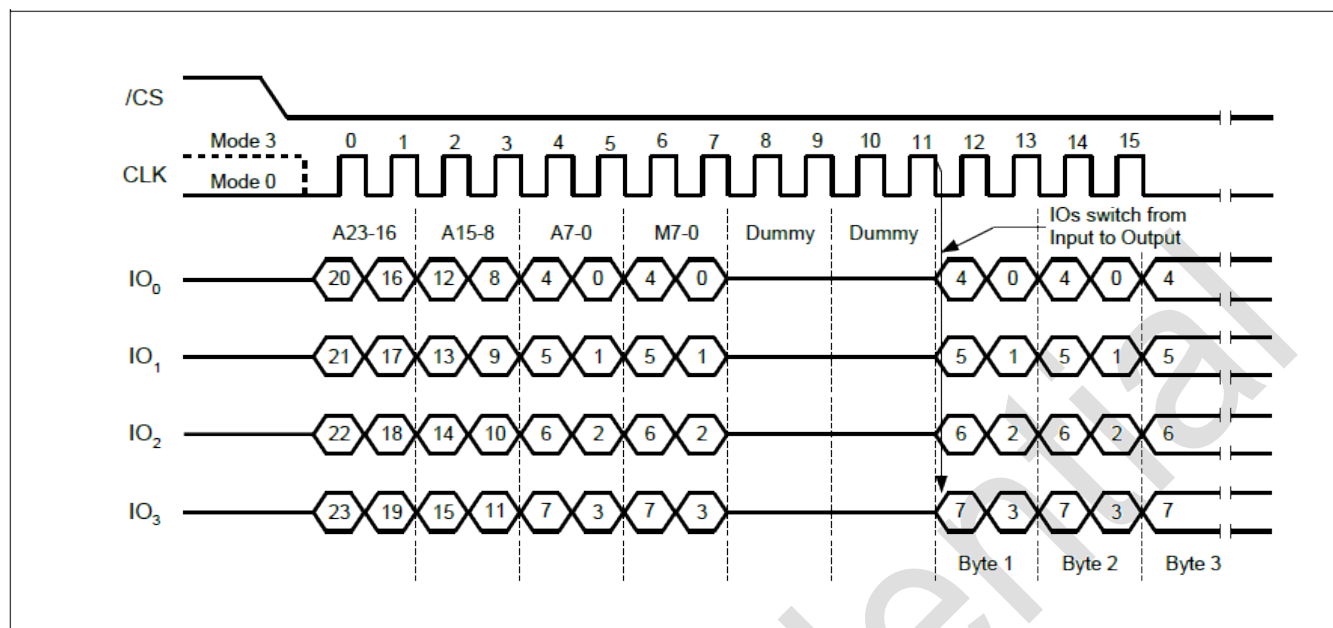 /CS
Mode 3 0 1 2 3 4 5 6 7 8 9 10 11 12 13 14 15
CLK
Mode 0
IOs switch from
Input to Output
A23-16 A15-8 A7-0 M7-0 Dummy Dummy
IO0 20 16 12 8 4 0 4 0 4 0 4 0 4
IO1 21 17 13 9 5 1 5 1 5 1 5 1 5
IO2 22 18 14 10 6 2 6 2 6 2 6 2 6
IO3 23 19 15 11 7 3 7 3 7 3 7 3 7
Byte 1 Byte 2 Byte 3
dential